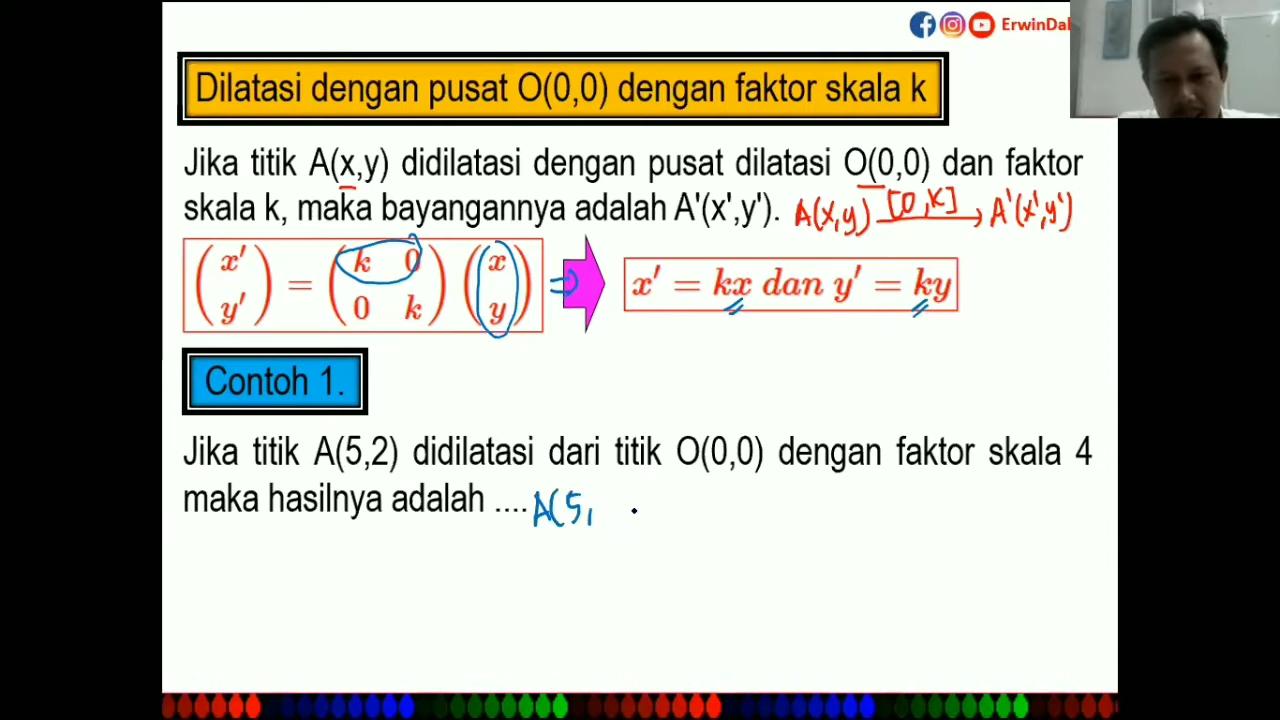 ErwinDa
Dilatasi dengan pusat O(0,0) dengan faktor skala k
Jika titik A(x,y) didilatasi dengan pusat dilatasi O(0,0) dan faktor
skala k, maka bayangannya adalah A'(x',y'). A(x,y) [0,k] A'(x',y')
(x' y') = (k 0 0 k) (x y) ⇒ x' = kx dan y' = ky
Contoh 1.
Jika titik A(5,2) didilatasi dari titik O(0,0) dengan faktor skala 4
maka hasilnya adalah .... A(5,